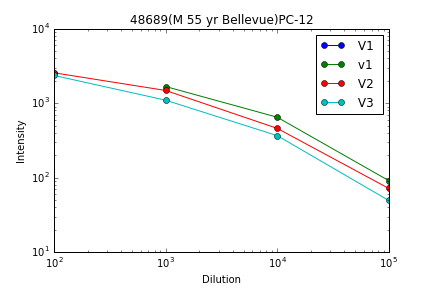 48689(M 55 yr Bellevue)PC-12
10^4
10^3
10^2
10^1
Intensity
V1
v1
V2
V3
10^2 10^3 10^4 10^5
Dilution